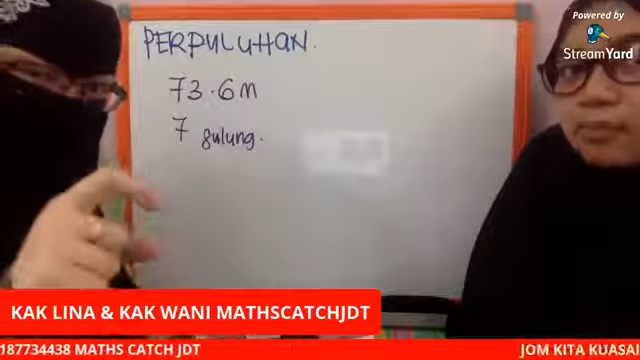 PERPULUHAN.
73.6m
7 gulung.
Powered by
StreamYard
KAK LINA & KAK WANI MATHSCATCHJDT
187734438 MATHS CATCH JDT
JOM KITA KUASAI